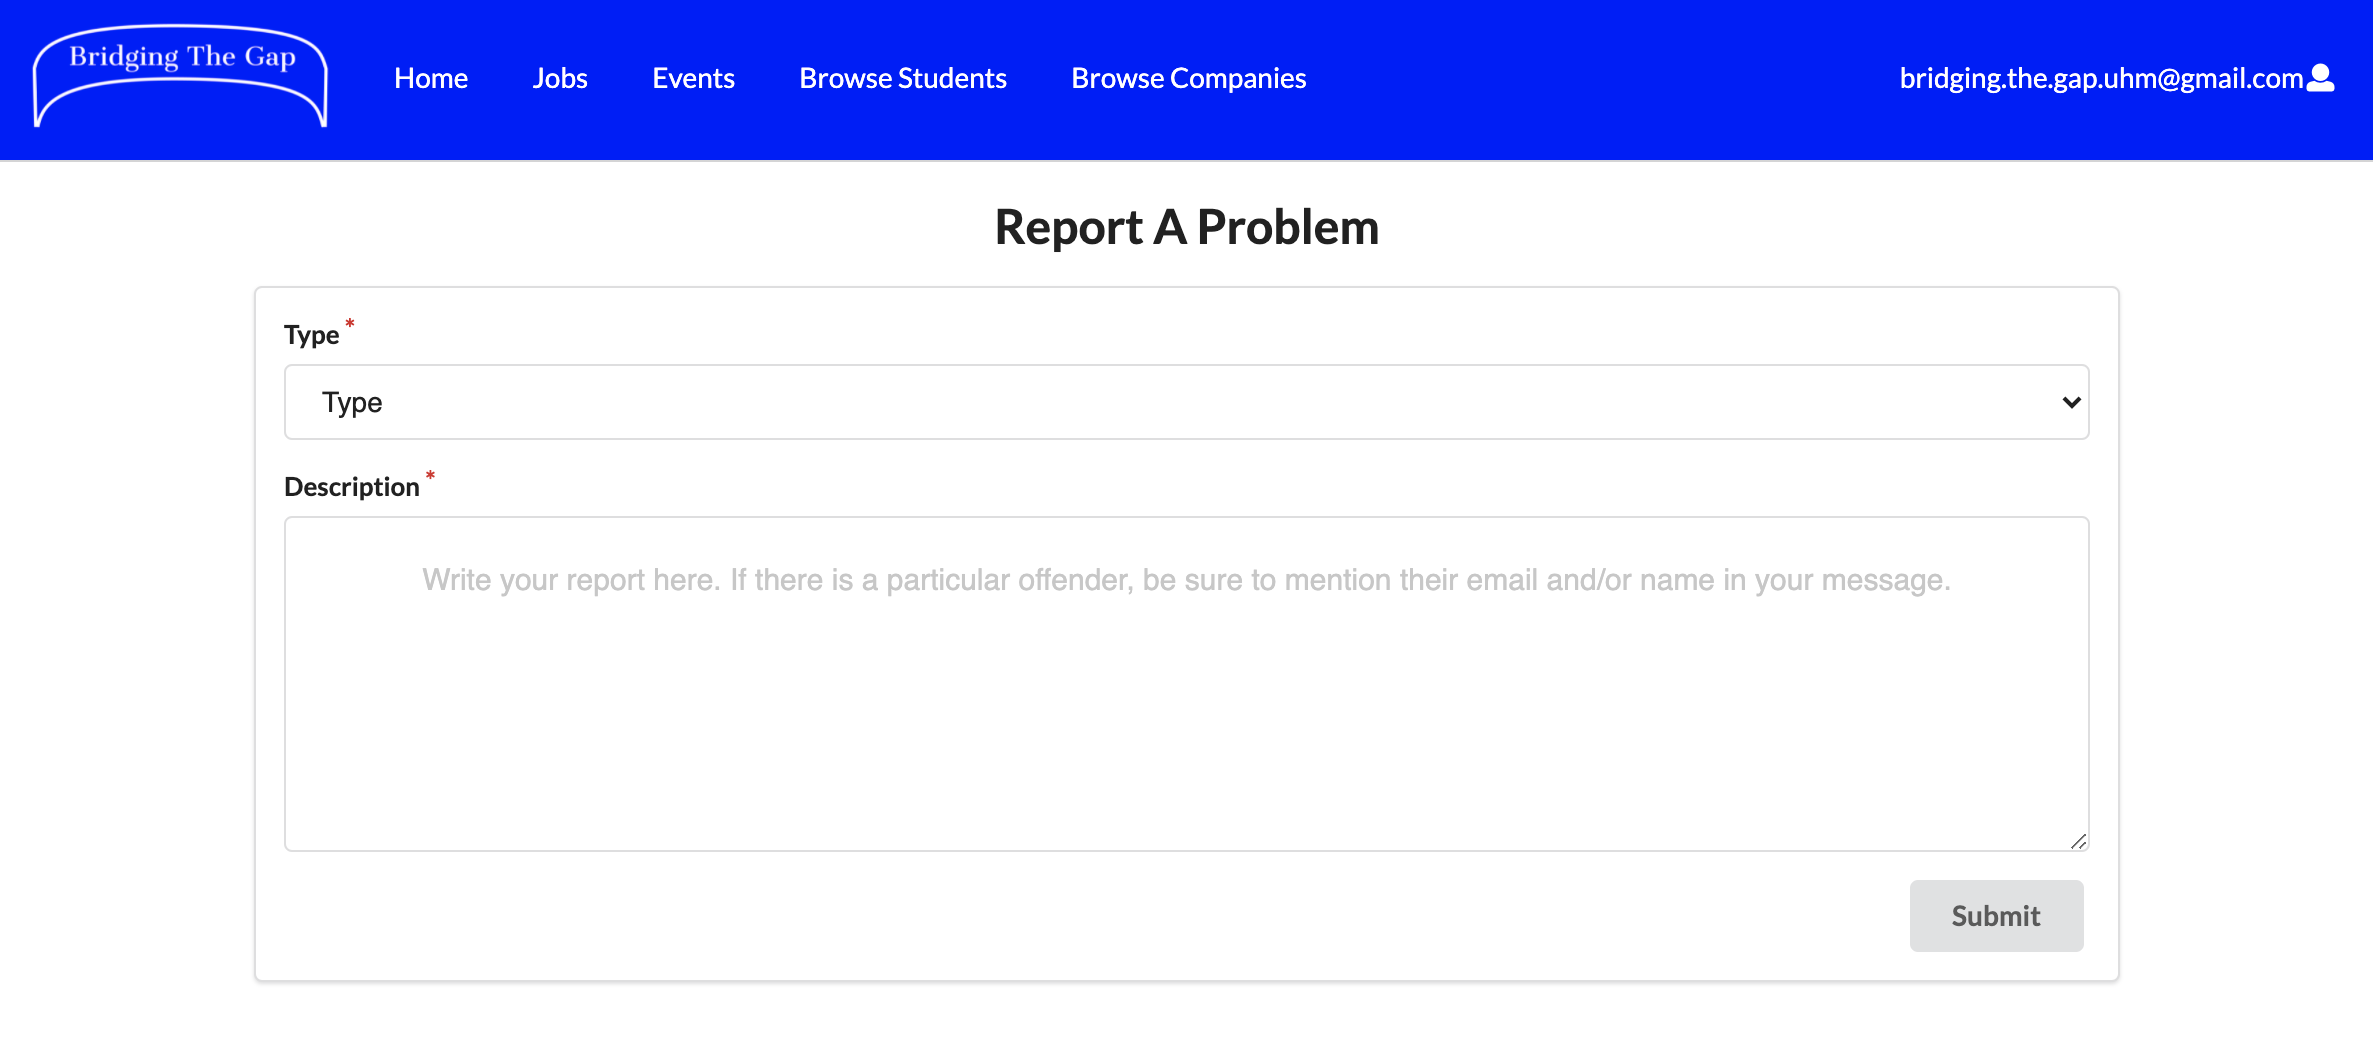 Bridging The Gap
Home Jobs Events Browse Students Browse Companies bridging.the.gap.uhm@gmail.com
Report A Problem
Type *
Type
Description *
Write your report here. If there is a particular offender, be sure to mention their email and/or name in your message.
Submit